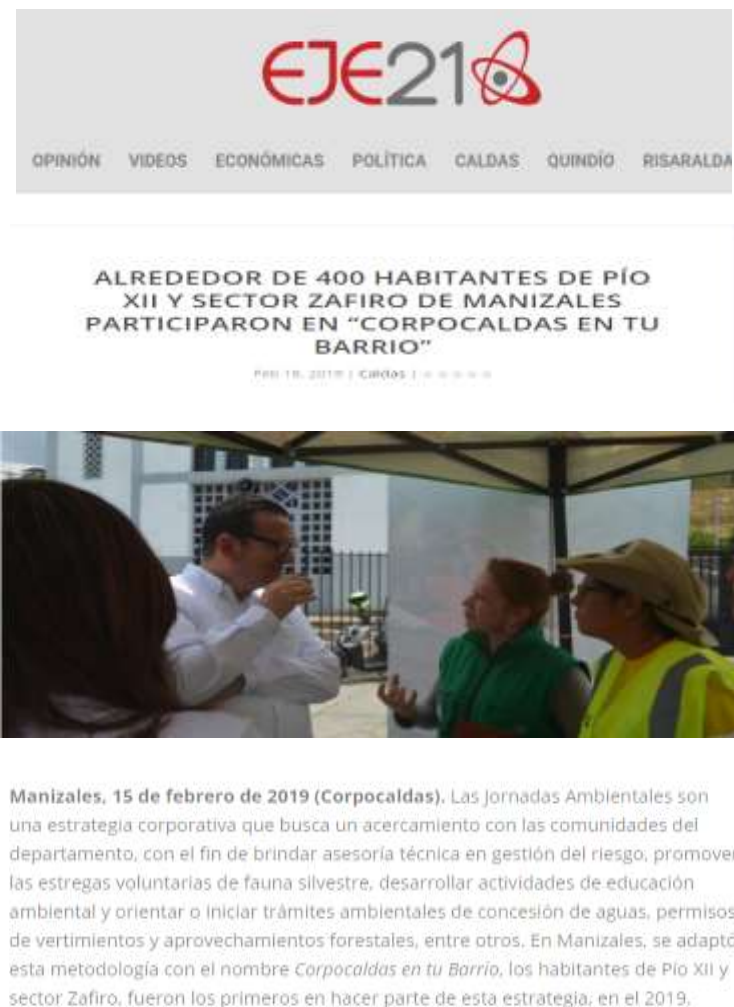 EJE21
OPINIÓN VIDEOS ECONÓMICAS POLÍTICA CALDAS QUINDÍO RISARALDA
ALREDEDOR DE 400 HABITANTES DE PÍO
XII Y SECTOR ZAFIRO DE MANIZALES
PARTICIPARON EN “CORPOCALDAS EN TU
BARRIO”
2019 | Caldas |
Manizales, 15 de febrero de 2019 (Corpocaldas). Las Jornadas Ambientales son
una estrategia corporativa que busca un acercamiento con las comunidades del
departamento, con el fin de brindar asesoría técnica en gestión del riesgo, promover
las estregas voluntarias de fauna silvestre, desarrollar actividades de educación
ambiental y orientar o iniciar trámites ambientales de concesión de aguas, permisos
de vertimientos y aprovechamientos forestales, entre otros. En Manizales, se adaptó
esta metodología con el nombre Corpocaldas en tu Barrio, los habitantes de Pío XII y
sector Zafiro, fueron los primeros en hacer parte de esta estrategia, en el 2019.